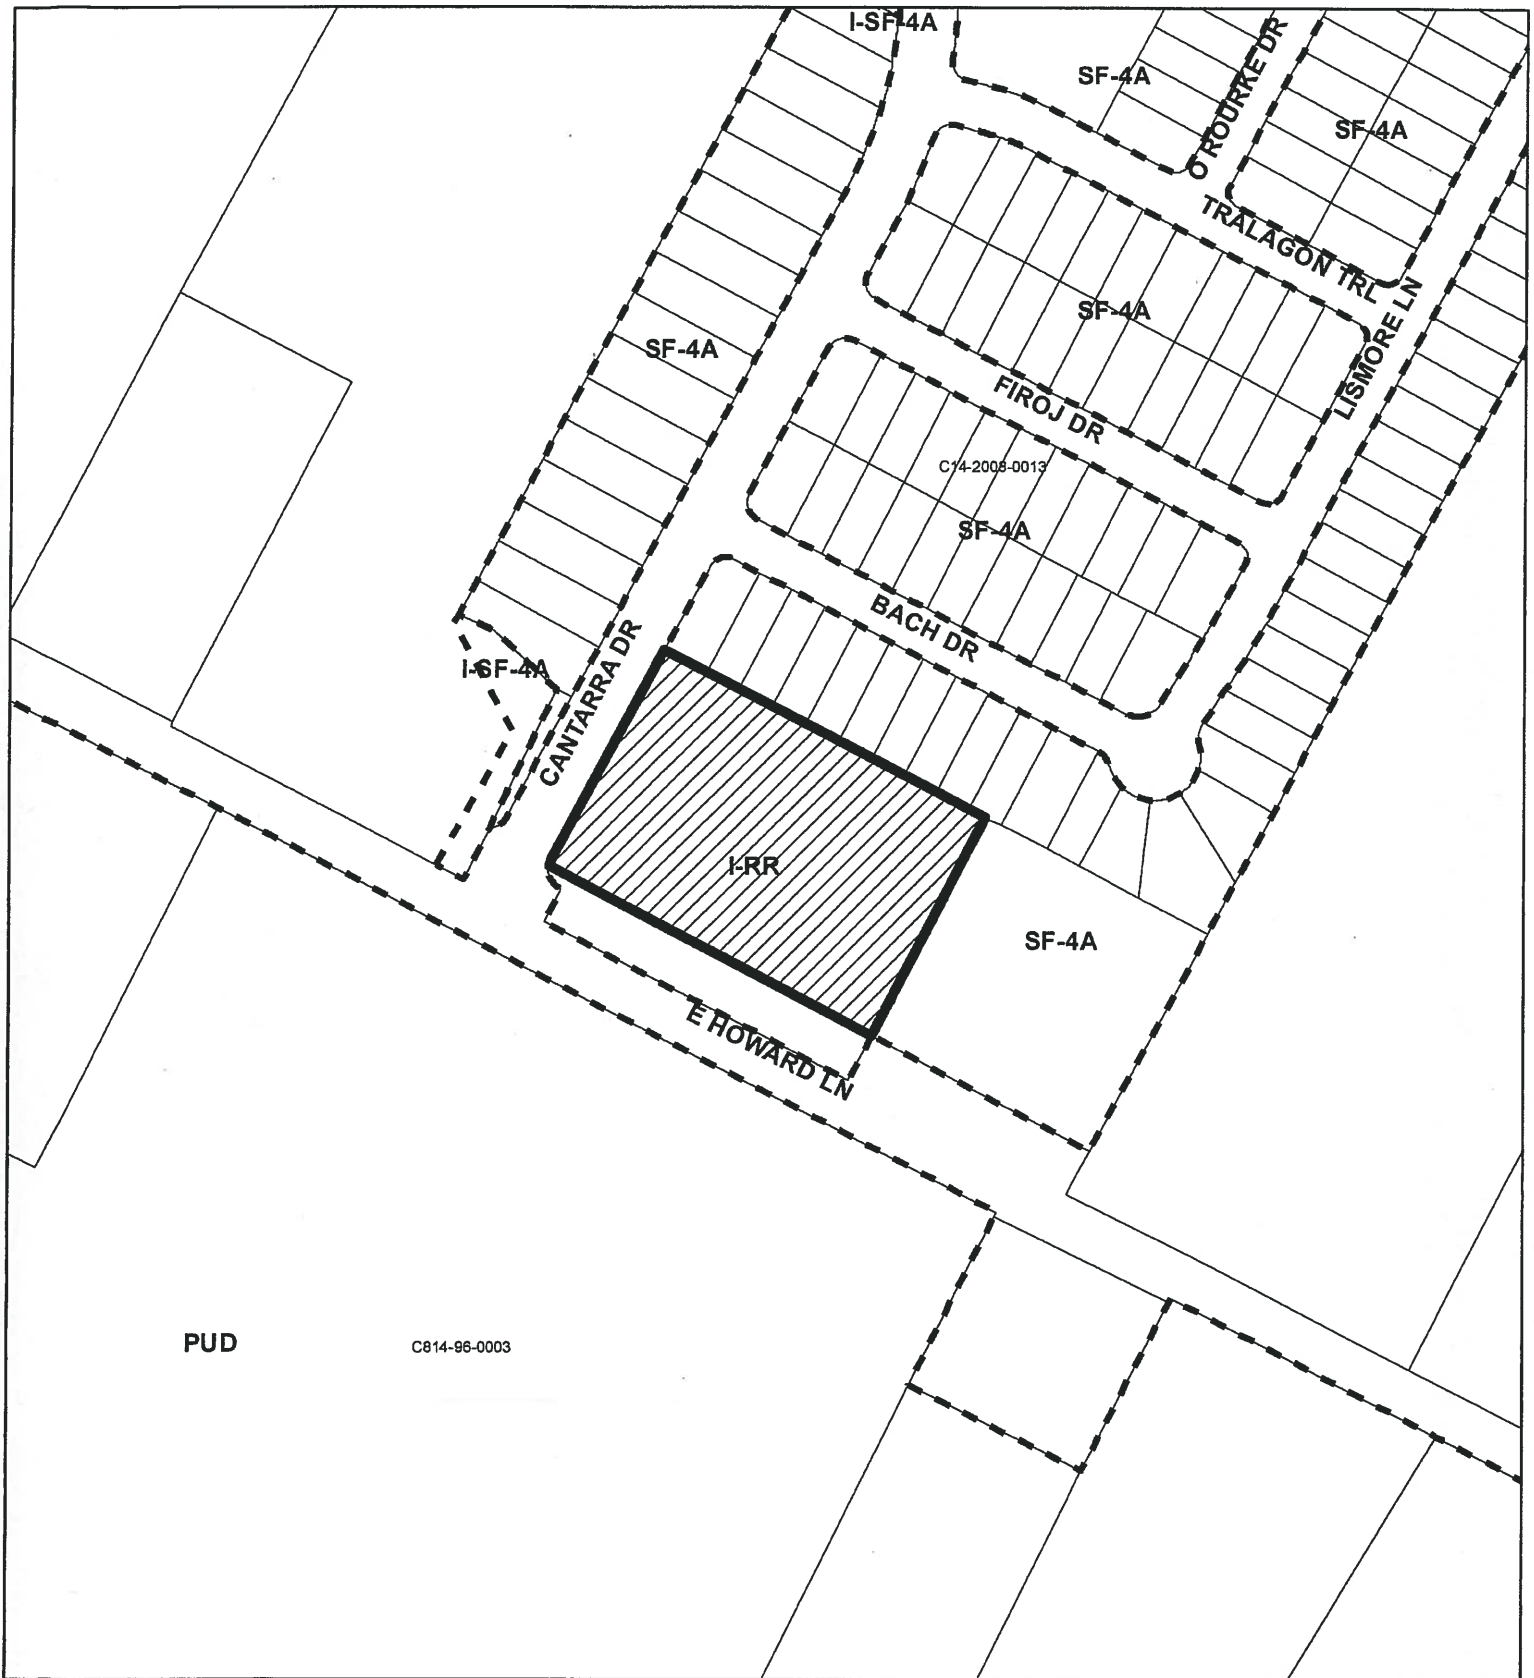 I-SF-4A
SF-4A
O ROURKE DR
SF-4A
TRALAGON TRL
LISMORE LN
SF-4A
SF-4A
FIROJ DR
C14-2008-0013
SF-4A
BACH DR
I-SF-4A
CANTARRA DR
I-RR
SF-4A
E HOWARD LN
PUD
C814-96-0003